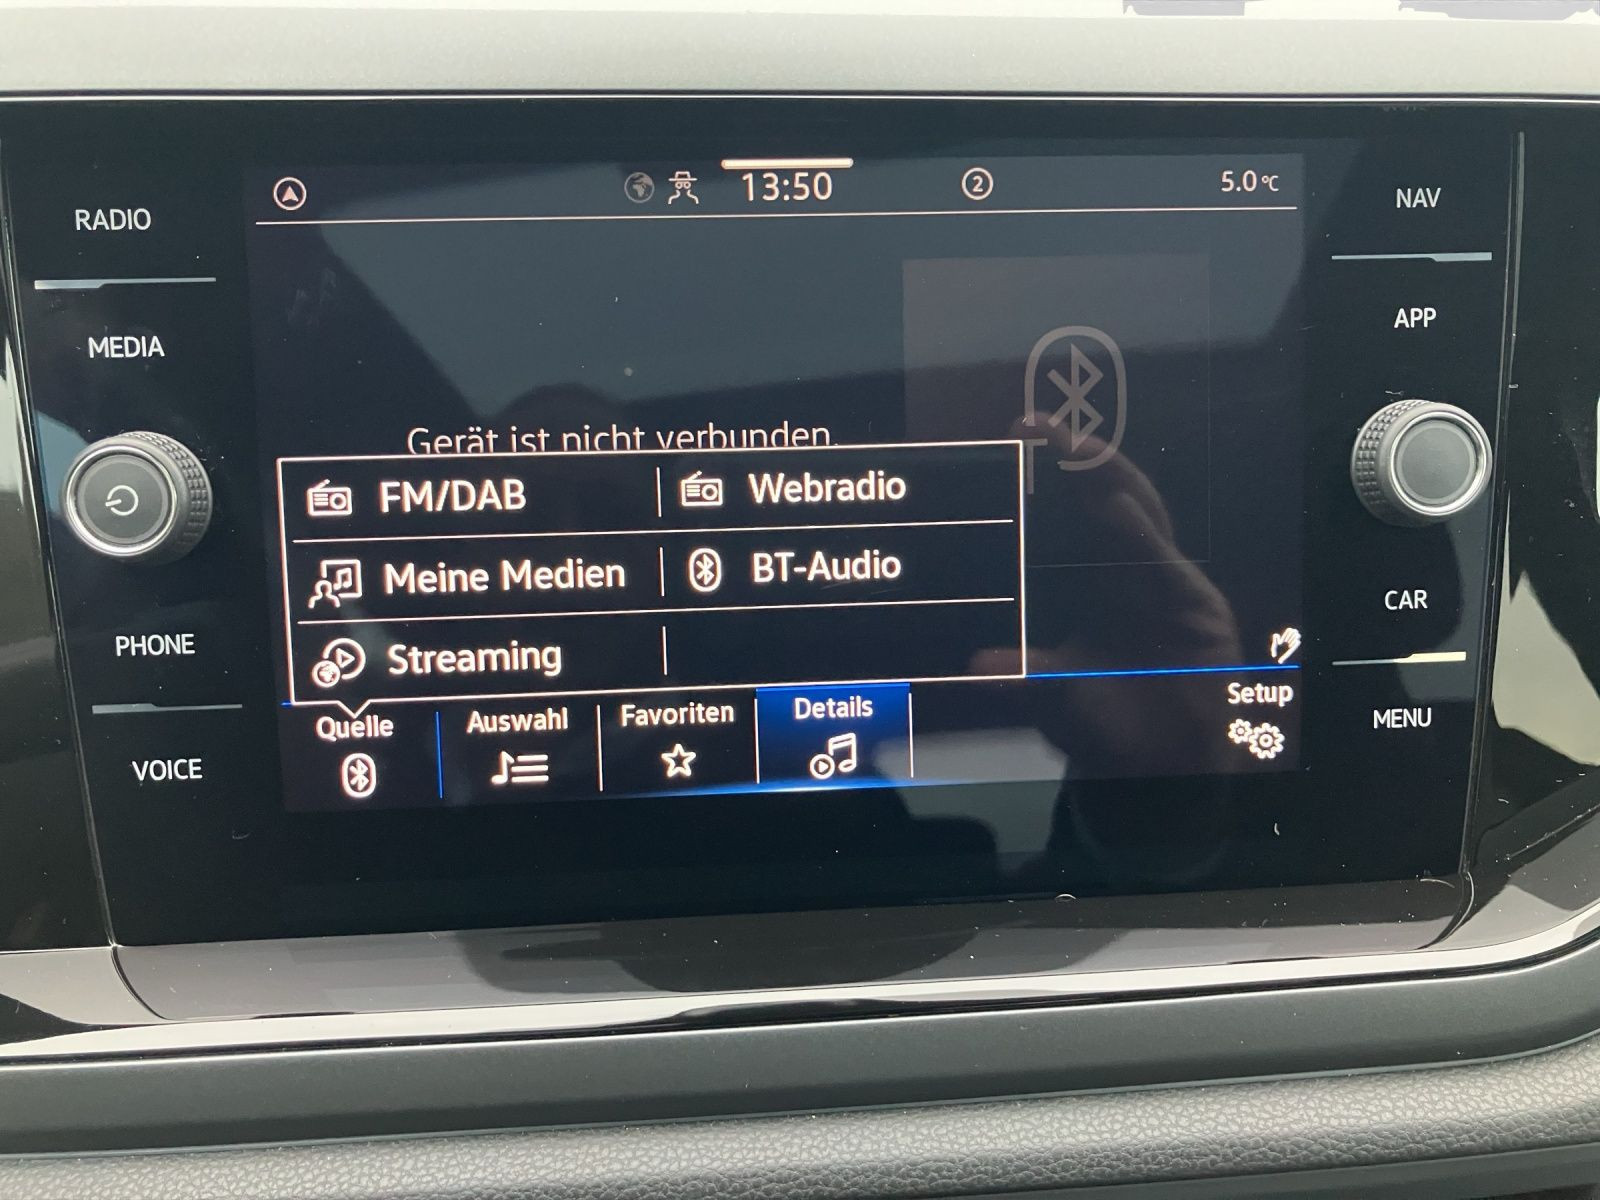 13:50
2
5.0 °C
RADIO
MEDIA
PHONE
VOICE
NAV
APP
CAR
MENU
Gerät ist nicht verbunden.
FM/DAB
Webradio
Meine Medien
BT-Audio
Streaming
Quelle
Auswahl
Favoriten
Details
Setup